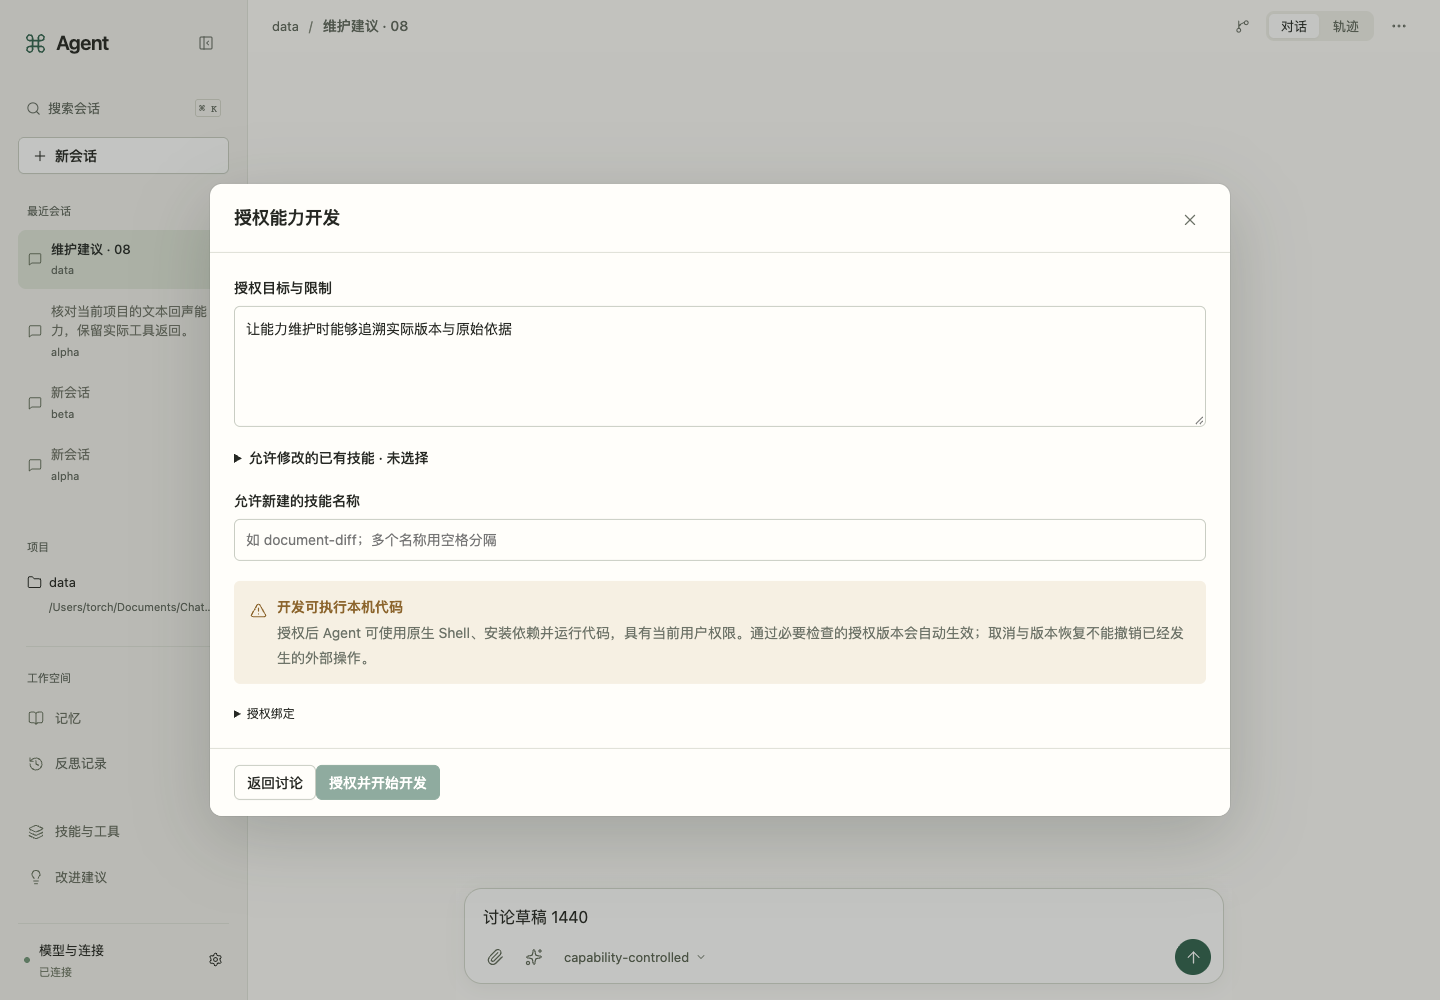 Agent
搜索会话
⌘ K
新会话
最近会话
维护建议 · 08
data
核对当前项目的文本回声能
力，保留实际工具返回。
alpha
新会话
beta
新会话
alpha
项目
data
/Users/torch/Documents/Chat...
工作空间
记忆
反思记录
技能与工具
改进建议
模型与连接
已连接
data / 维护建议 · 08
对话
轨迹
授权能力开发
授权目标与限制
让能力维护时能够追溯实际版本与原始依据
允许修改的已有技能 · 未选择
允许新建的技能名称
如 document-diff；多个名称用空格分隔
开发可执行本机代码
授权后 Agent 可使用原生 Shell、安装依赖并运行代码，具有当前用户权限。通过必要检查的授权版本会自动生效；取消与版本恢复不能撤销已经发
生的外部操作。
授权绑定
返回讨论
授权并开始开发
讨论草稿 1440
capability-controlled